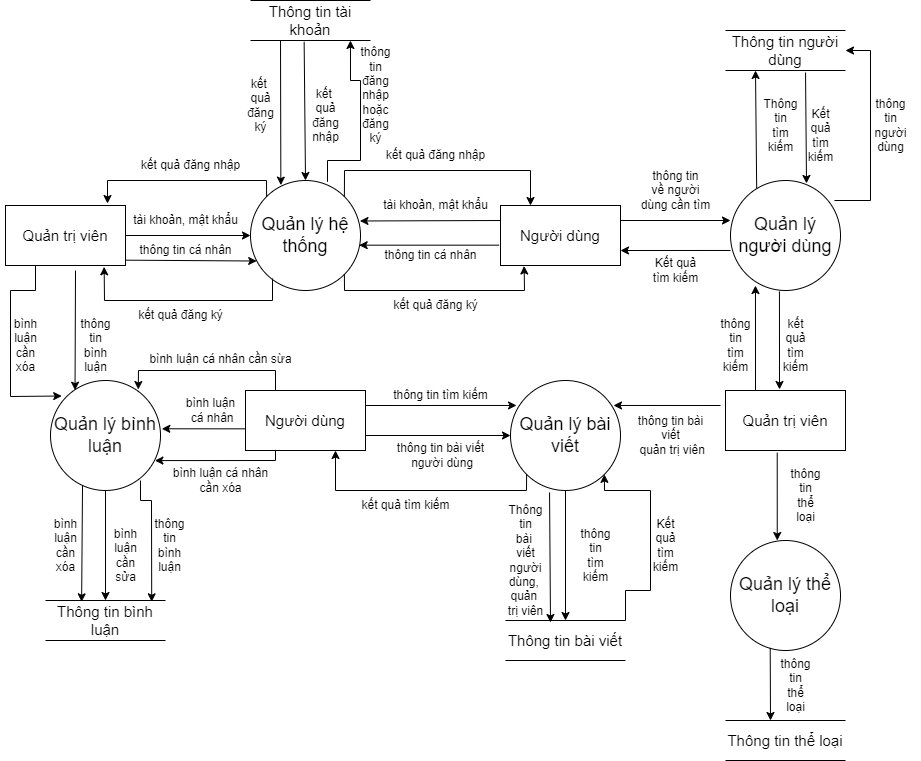 Thông tin tài
khoản
kết
quả
đăng
ký
kết
quả
đăng
nhập
thông
tin
đăng
nhập
hoặc
đăng
ký
Thông tin người
dùng
Thông
tin
tìm
kiếm
Kết
quả
tìm
kiếm
thông
tin
người
dùng
kết quả đăng nhập
kết quả đăng nhập
Quản trị viên
tài khoản, mật khẩu
thông tin cá nhân
Quản lý hệ
thống
tài khoản, mật khẩu
thông tin cá nhân
Người dùng
thông tin
về người
dùng cần tìm
Kết quả
tìm kiếm
Quản lý
người dùng
kết quả đăng ký
kết quả đăng ký
bình
luận
cần
xóa
thông
tin
bình
luận
thông
tin
tìm
kiếm
kết
quả
tìm
kiếm
bình luận cá nhân cần sửa
Quản lý bình
luận
bình luận
cá nhân
bình luận cá nhân
cần xóa
Người dùng
thông tin tìm kiếm
thông tin bài viết
người dùng
kết quả tìm kiếm
Quản lý bài
viết
thông tin bài
viết
quản trị viên
Quản trị viên
bình
luận
cần
xóa
bình
luận
cần
sửa
thông
tin
bình
luận
Thông tin bình
luận
Thông
tin
bài
viết
người
dùng,
quản
trị viên
thông
tin
tìm
kiếm
Kết
quả
tìm
kiếm
Thông tin bài viết
thông
tin
thể
loại
Quản lý thể
loại
thông
tin
thể
loại
Thông tin thể loại